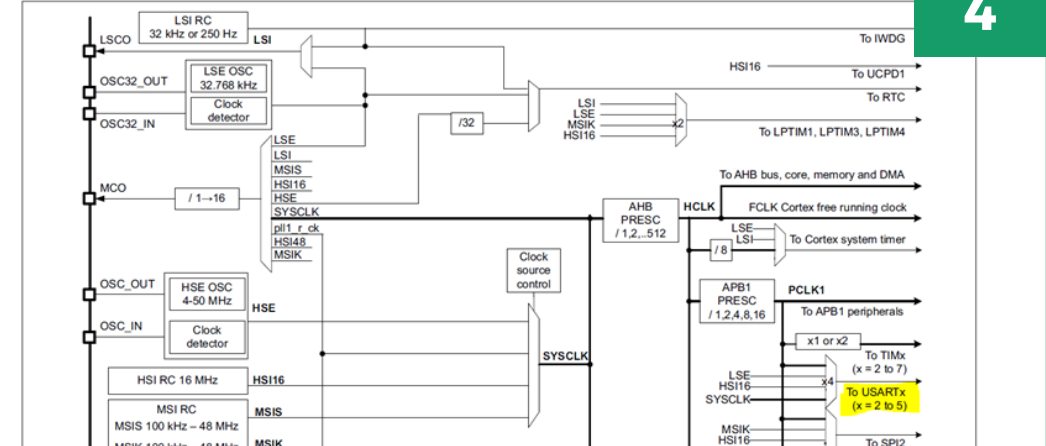 4
LSI RC
32 kHz or 250 Hz
LSI
LSCO
To IWDG
OSC32_OUT
LSE OSC
32.768 kHz
Clock
detector
OSC32_IN
HSI16
To UCPD1
To RTC
LSI
LSE
MSIK
HSI16
x2
To LPTIM1, LPTIM3, LPTIM4
/32
LSE
LSI
MSIS
HSI16
HSE
SYSCLK
pll1_r_ck
HSI48
MSIK
MCO
/ 1→16
To AHB bus, core, memory and DMA
AHB
PRESC
/ 1,2,..512
HCLK
FCLK Cortex free running clock
LSE
LSI
/ 8
To Cortex system timer
Clock
source
control
OSC_OUT
HSE OSC
4-50 MHz
HSE
OSC_IN
Clock
detector
APB1
PRESC
/ 1,2,4,8,16
PCLK1
To APB1 peripherals
x1 or x2
To TIMx
(x = 2 to 7)
SYSCLK
HSI RC 16 MHz
HSI16
LSE
HSI16
SYSCLK
x4
To USARTx
(x = 2 to 5)
MSI RC
MSIS 100 kHz – 48 MHz
MSIK 100 kHz – 48 MHz
MSIS
MSIK
MSIK
HSI16
To SPI2